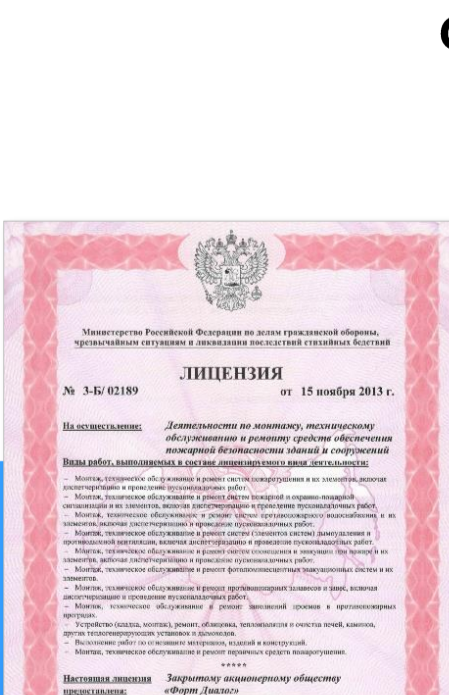 Министерство Российской Федерации по делам гражданской обороны,
чрезвычайным ситуациям и ликвидации последствий стихийных бедствий
ЛИЦЕНЗИЯ
№ 3-Б/ 02189 от 15 ноября 2013 г.
На осуществление: Деятельности по монтажу, техническому
обслуживанию и ремонту средств обеспечения
пожарной безопасности зданий и сооружений
Виды работ, выполняемых в составе лицензируемого вида деятельности:
– Монтаж, техническое обслуживание и ремонт систем пожаротушения и их элементов, включая
диспетчеризацию и проведение пусконаладочных работ.
– Монтаж, техническое обслуживание и ремонт систем пожарной и охранно-пожарной
сигнализации и их элементов, включая диспетчеризацию и проведение пусконаладочных работ.
– Монтаж, техническое обслуживание и ремонт систем противопожарного водоснабжения и их
элементов, включая диспетчеризацию и проведение пусконаладочных работ.
– Монтаж, техническое обслуживание и ремонт систем (элементов систем) дымоудаления и
противодымной вентиляции, включая диспетчеризацию и проведение пусконаладочных работ.
– Монтаж, техническое обслуживание и ремонт систем оповещения и эвакуации при пожаре и их
элементов, включая диспетчеризацию и проведение пусконаладочных работ.
– Монтаж, техническое обслуживание и ремонт фотолюминесцентных эвакуационных систем и их
элементов.
– Монтаж, техническое обслуживание и ремонт противопожарных занавесов и завес, включая
диспетчеризацию и проведение пусконаладочных работ.
– Монтаж, техническое обслуживание и ремонт заполнений проемов в противопожарных
преградах.
– Устройство (кладка, монтаж), ремонт, облицовка, теплоизоляция и очистка печей, каминов,
других теплогенерирующих установок и дымоходов.
– Выполнение работ по огнезащите материалов, изделий и конструкций.
– Монтаж, техническое обслуживание и ремонт первичных средств пожаротушения.
*****
Настоящая лицензия Закрытому акционерному обществу
предоставлена: «Форт Диалог»